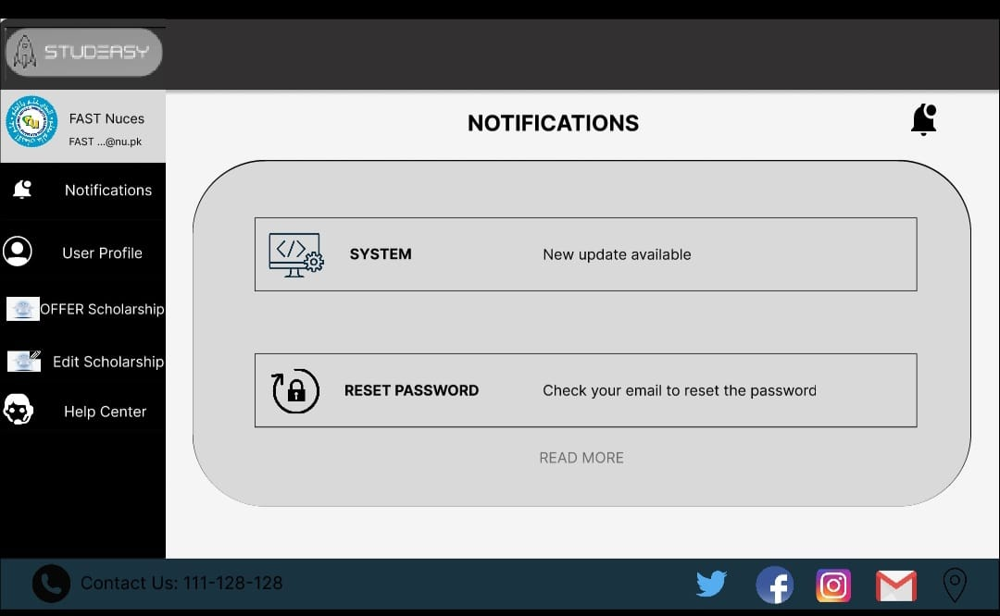 STUDEASY
FAST Nuces
FAST ...@nu.pk
Notifications
User Profile
OFFER Scholarship
Edit Scholarship
Help Center
NOTIFICATIONS
</> SYSTEM New update available
RESET PASSWORD Check your email to reset the password
READ MORE
Contact Us: 111-128-128